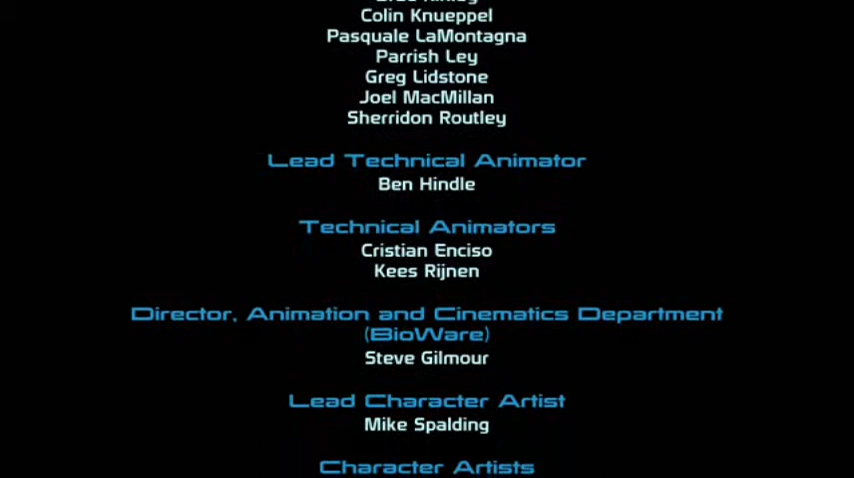 Colin Knueppel
Pasquale LaMontagna
Parrish Ley
Greg Lidstone
Joel MacMillan
Sherridon Routley
Lead Technical Animator
Ben Hindle
Technical Animators
Cristian Enciso
Kees Rijnen
Director, Animation and Cinematics Department
(BioWare)
Steve Gilmour
Lead Character Artist
Mike Spalding
Character Artists